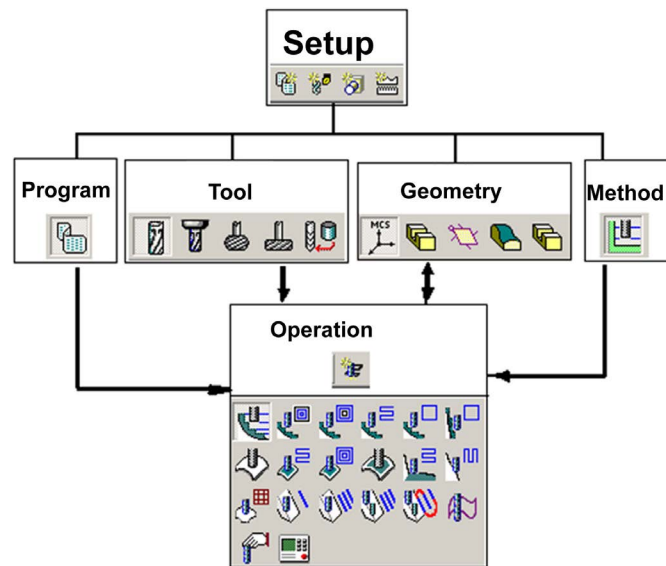 Setup
Program
Tool
Geometry
Method
MCS
Operation